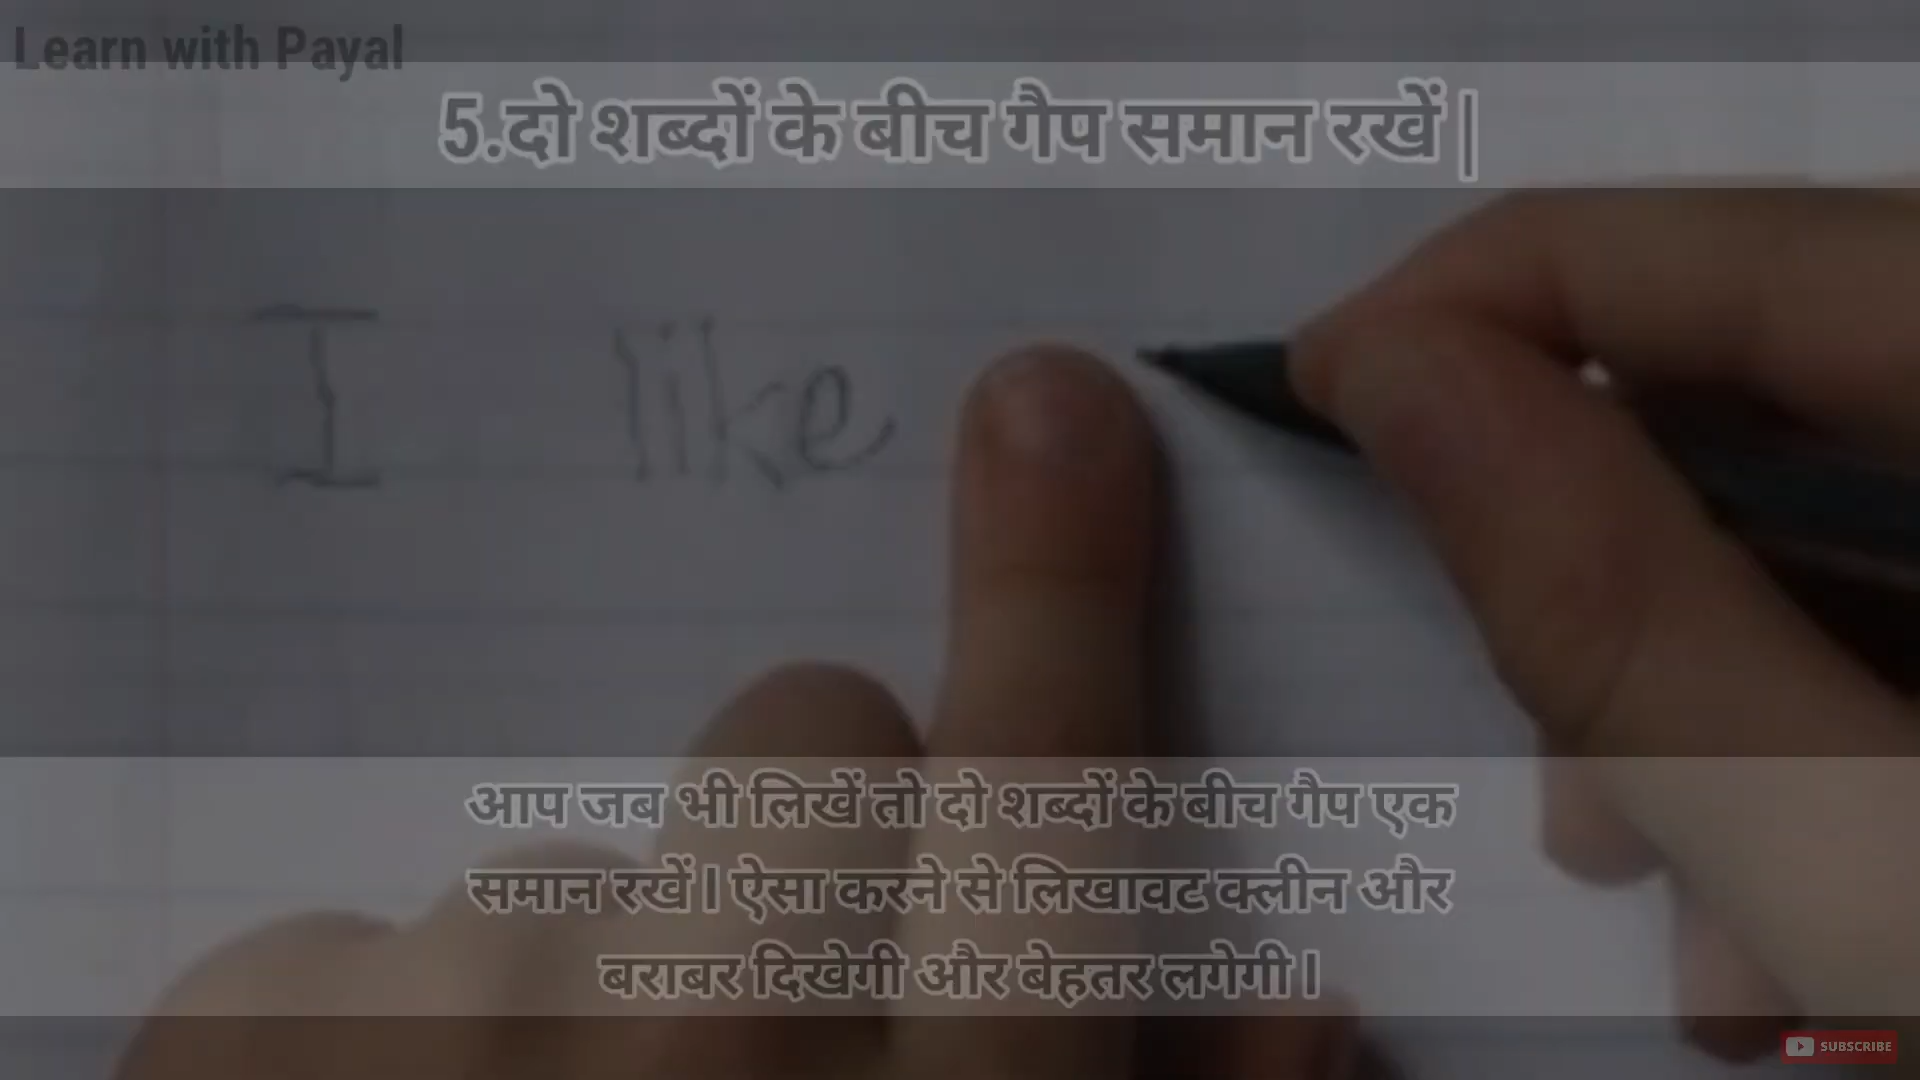 Learn with Payal
5.दो शब्दों के बीच गैप समान रखें |
I like
आप जब भी लिखें तो दो शब्दों के बीच गैप एक
समान रखें । ऐसा करने से लिखावट क्लीन और
बराबर दिखेगी और बेहतर लगेगी ।
SUBSCRIBE